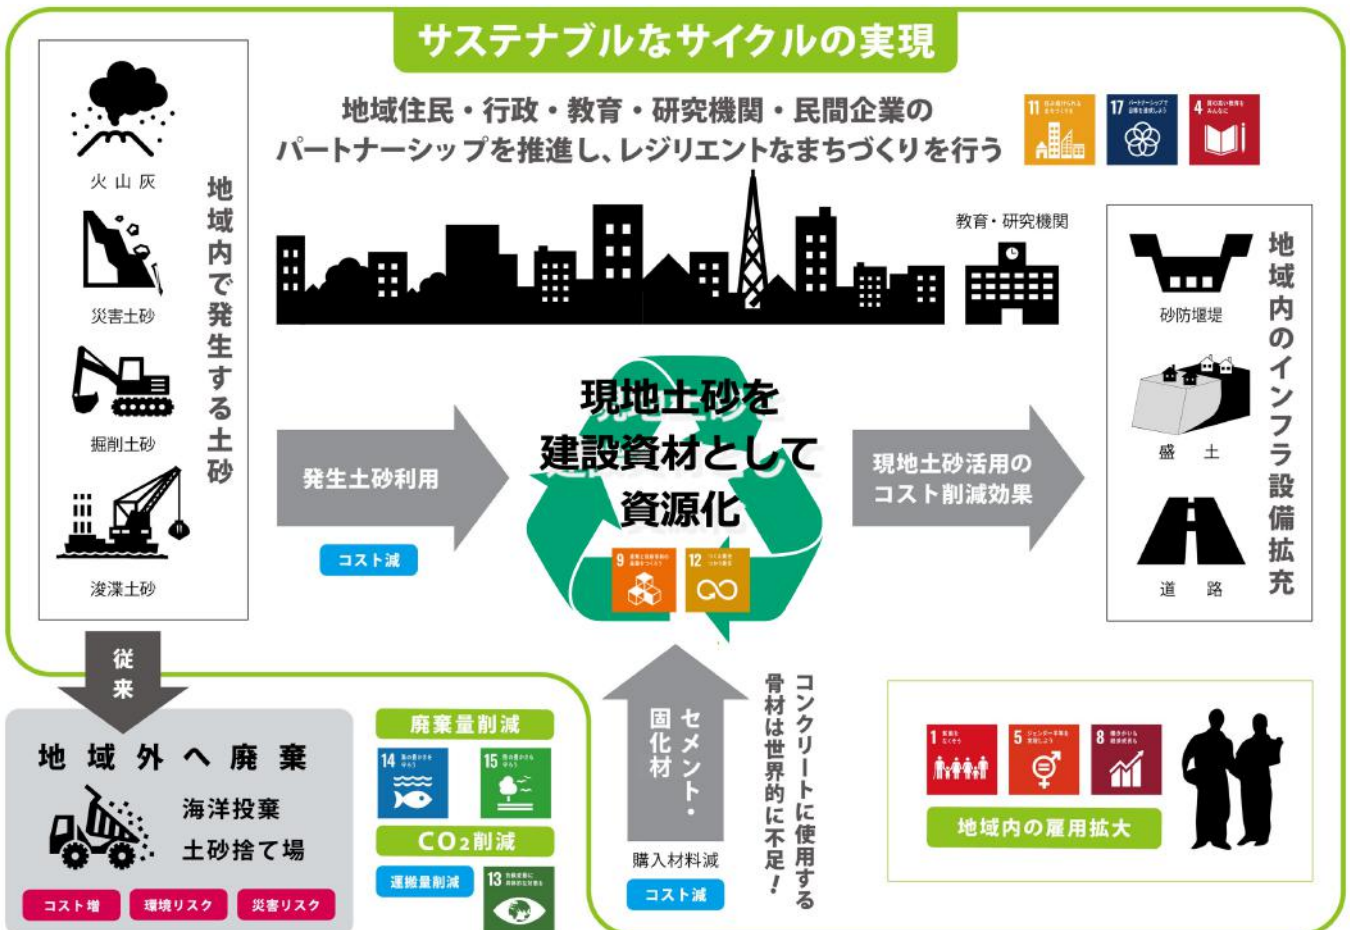 サステナブルなサイクルの実現
地域住民・行政・教育・研究機関・民間企業の
パートナーシップを推進し、レジリエントなまちづくりを行う
11
17
4
地域内で発生する土砂
火山灰
災害土砂
掘削土砂
浚渫土砂
教育・研究機関
地域内のインフラ設備拡充
砂防堰堤
盛土
道路
発生土砂利用
コスト減
現地土砂を
建設資材として
資源化
9
12
現地土砂活用の
コスト削減効果
従来
地域外へ廃棄
海洋投棄
土砂捨て場
コスト増
環境リスク
災害リスク
廃棄量削減
14
15
CO2削減
運搬量削減
13
セメント・
固化材
購入材料減
コスト減
コンクリートに使用する
骨材は世界的に不足!
1
5
8
地域内の雇用拡大